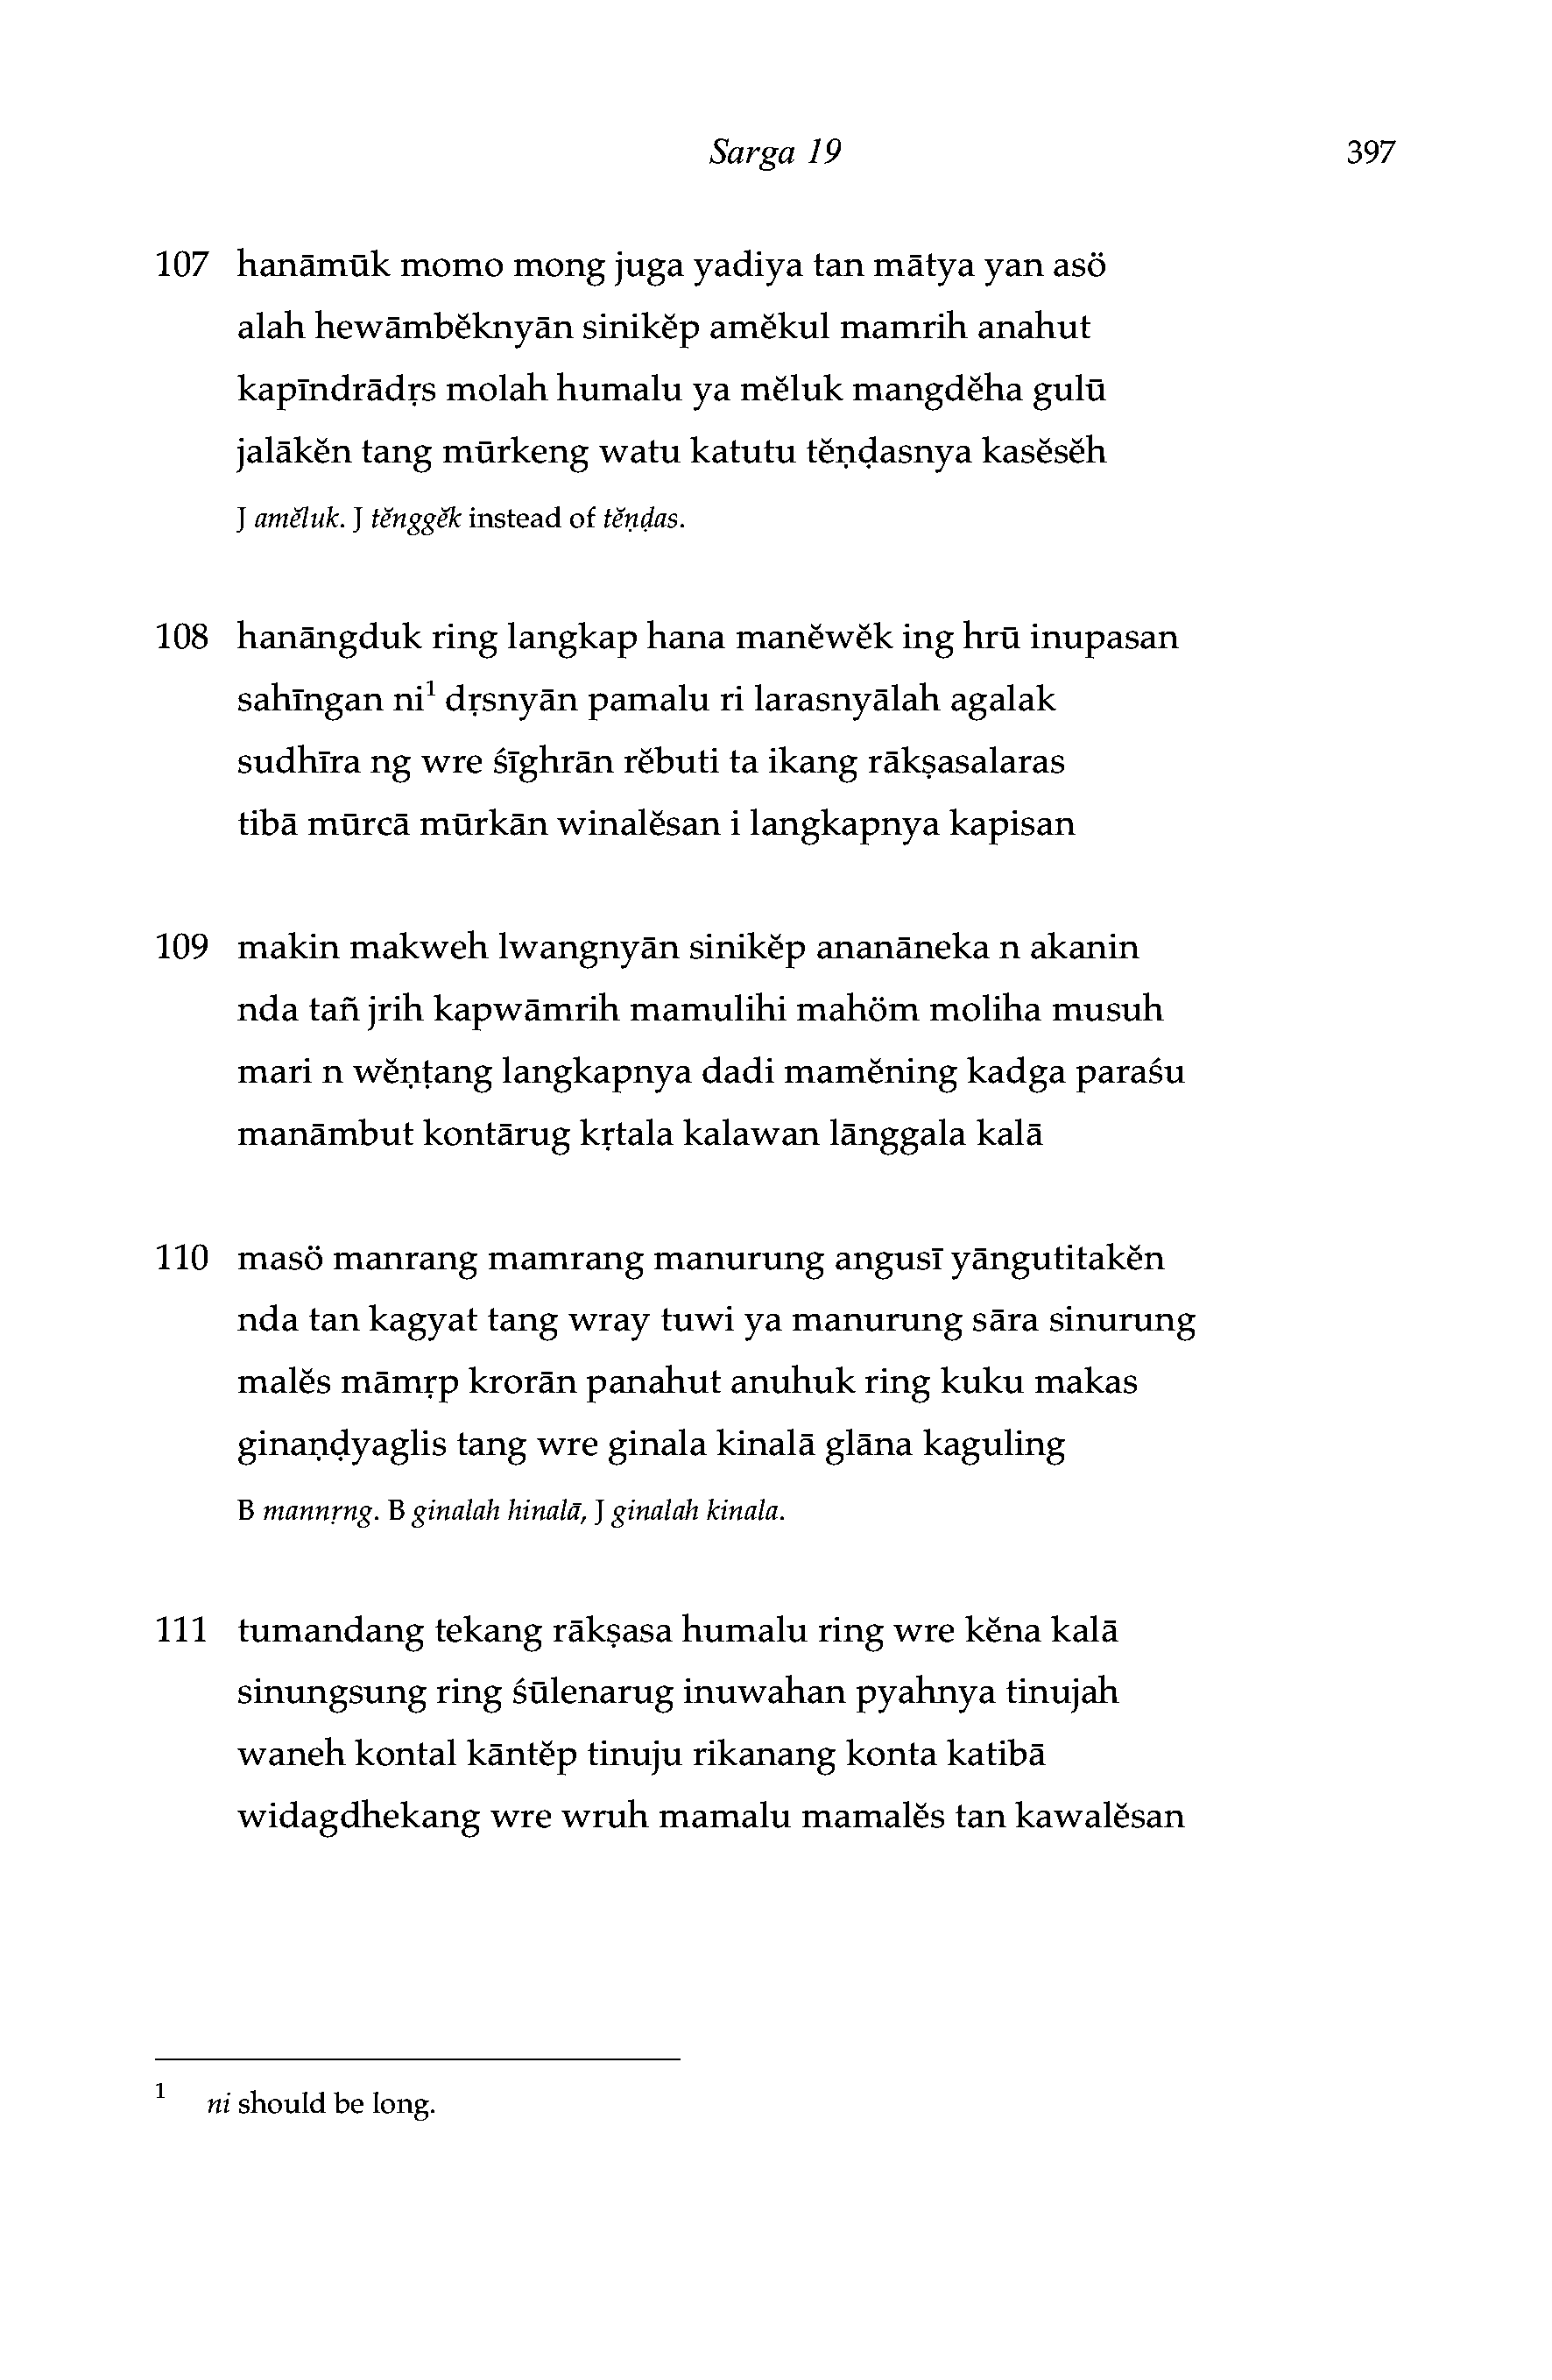 Sarga 19 397
107 hanāmūk momo mong juga yadiya tan mātya yan asö
alah hewāmbĕknyān sinikĕp amĕkul mamrih anahut
kapīndrādṛs molah humalu ya mĕluk mangdĕha gulū
jalākĕn tang mūrkeng watu katutu tĕṇḍasnya kasĕsĕh
J amĕluk. J tĕnggĕk instead of tĕṇḍas.
108 hanāngduk ring langkap hana manĕwĕk ing hrū inupasan
sahīngan ni¹ dṛsnyān pamalu ri larasnyālah agalak
sudhīra ng wre śīghrān rĕbuti ta ikang rākṣasalaras
tibā mūrcā mūrkān winalĕsan i langkapnya kapisan
109 makin makweh lwangnyān sinikĕp ananāneka n akanin
nda tañ jrih kapwāmrih mamulihi mahöm moliha musuh
mari n wĕṇṭang langkapnya dadi mamĕning kadga paraśu
manāmbut kontārug kṛtala kalawan lānggala kalā
110 masö manrang mamrang manurung angusī yāngutitakĕn
nda tan kagyat tang wray tuwi ya manurung sāra sinurung
malĕs māmṛp krorān panahut anuhuk ring kuku makas
ginaṇḍyaglis tang wre ginala kinalā glāna kaguling
B mannṛng. B ginalah hinalā, J ginalah kinala.
111 tumandang tekang rākṣasa humalu ring wre kĕna kalā
sinungsung ring śūlenarug inuwahan pyahnya tinujah
waneh kontal kāntĕp tinuju rikanang konta katibā
widagdhekang wre wruh mamalu mamalĕs tan kawalĕsan
¹ ni should be long.